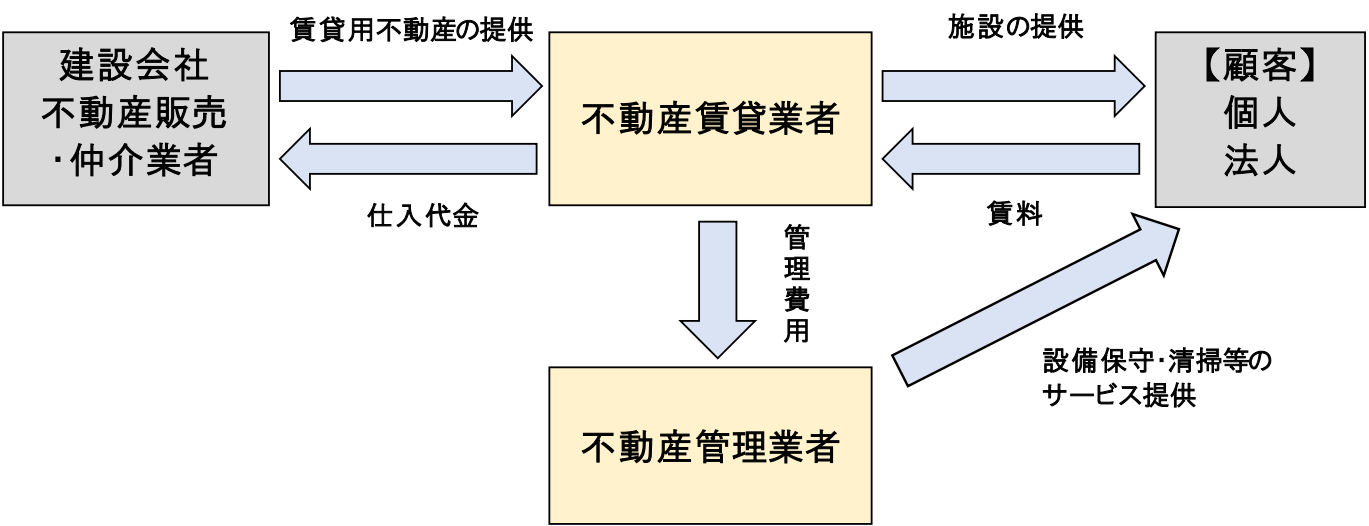 賃貸用不動産の提供
施設の提供
建設会社
不動産販売
・仲介業者
不動産賃貸業者
【顧客】
個人
法人
仕入代金
賃料
管理費用
設備保守・清掃等の
サービス提供
不動産管理業者